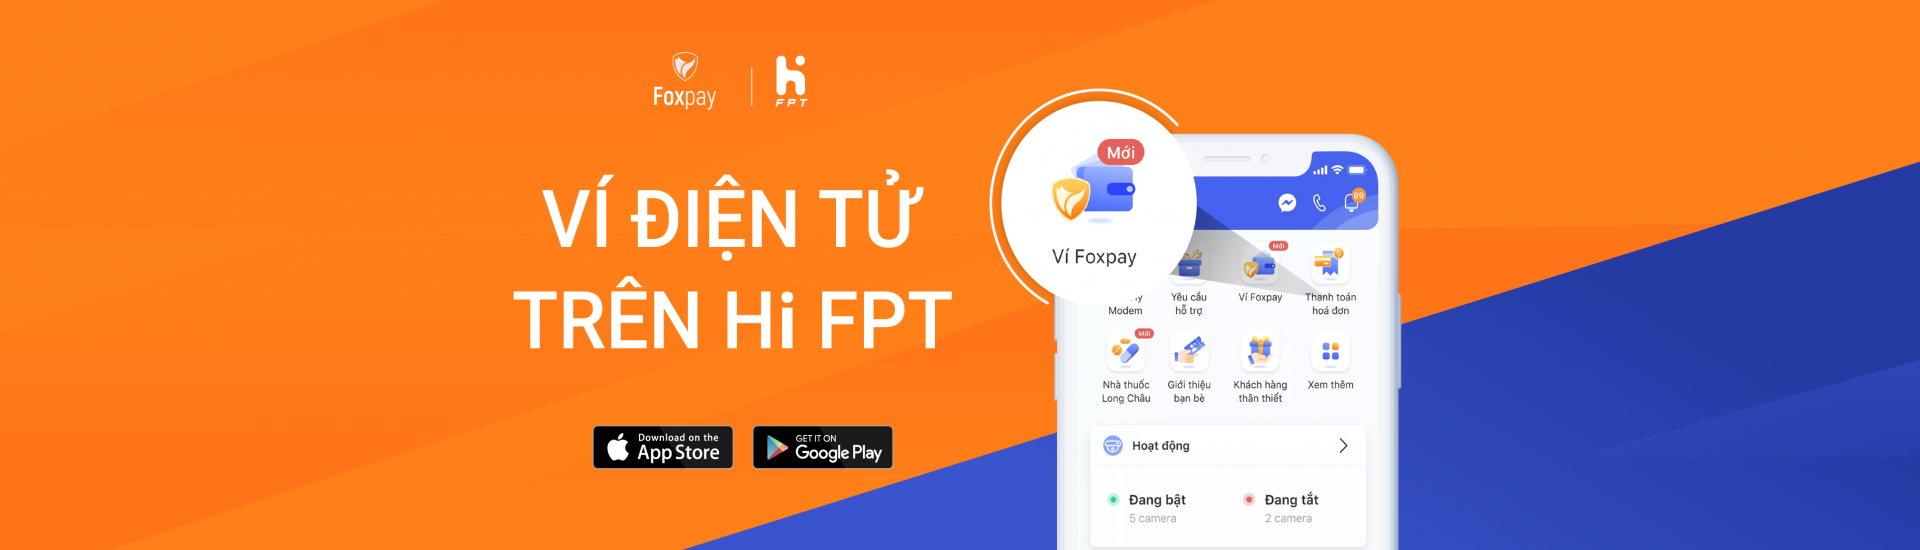 Foxpay
hi
FPT
VÍ ĐIỆN TỬ
TRÊN Hi FPT
Download on the
App Store
GET IT ON
Google Play
Mới
Ví Foxpay
99
Mới
Yêu cầu
hỗ trợ
Ví Foxpay
Thanh toán
hoá đơn
Modem
Mới
Nhà thuốc
Long Châu
Giới thiệu
bạn bè
Khách hàng
thân thiết
Xem thêm
Hoạt động
Đang bật
5 camera
Đang tắt
2 camera